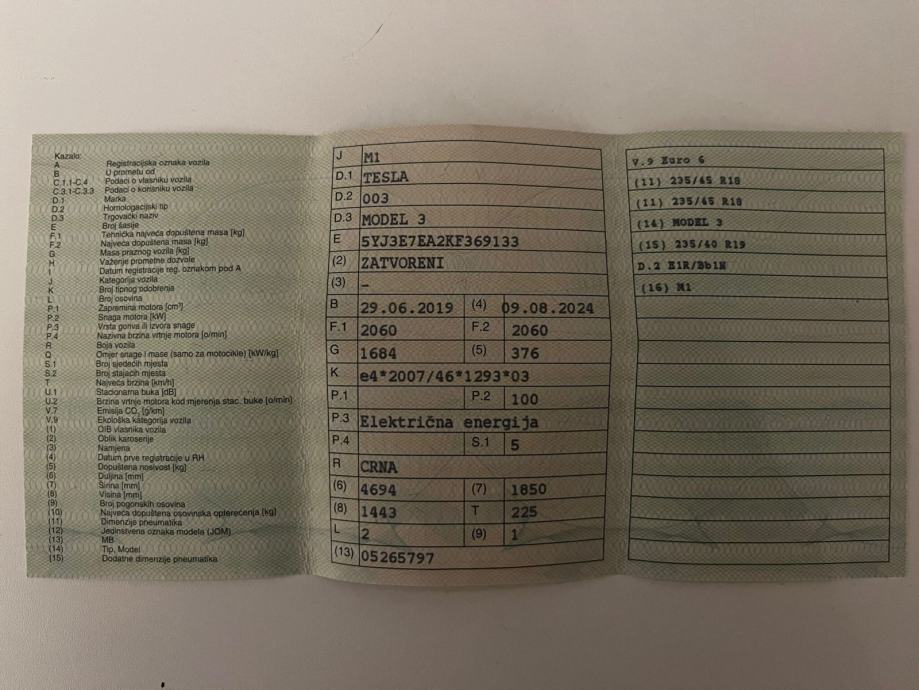 Kazalo:
A Registracijska oznaka vozila
B U prometu od
C.1.1-C.4 Podaci o vlasniku vozila
C.3.1-C.3.3 Podaci o korisniku vozila
D.1 Marka
D.2 Homologacijski tip
D.3 Trgovački naziv
E Broj šasije
F.1 Tehnička najveća dopuštena masa [kg]
F.2 Najveća dopuštena masa [kg]
G Masa praznog vozila [kg]
H Važenje prometne dozvole
I Datum registracije reg. oznakom pod A
J Kategorija vozila
K Broj tipnog odobrenja
L Broj osovina
P.1 Zapremina motora [cm³]
P.2 Snaga motora [kW]
P.3 Vrsta goriva ili izvora snage
P.4 Nazivna brzina vrtnje motora [o/min]
R Boja vozila
Q Omjer snage i mase (samo za motocikle) [kW/kg]
S.1 Broj sjedećih mjesta
S.2 Broj stajaćih mjesta
T Najveća brzina [km/h]
U.1 Stacionarna buka [dB]
U.2 Brzina vrtnje motora kod mjerenja stac. buke [o/min]
V.7 Emisija CO₂ [g/km]
V.9 Ekološka kategorija vozila
(1) OIB vlasnika vozila
(2) Oblik karoserije
(3) Namjena
(4) Datum prve registracije u RH
(5) Dopuštena nosivost [kg]
(6) Duljina [mm]
(7) Širina [mm]
(8) Visina [mm]
(9) Broj pogonskih osovina
(10) Najveća dopuštena osovinska opterećenja [kg]
(11) Dimenzije pneumatika
(12) Jedinstvena oznaka modela (JOM)
(13) MB
(14) Tip, Model
(15) Dodatne dimenzije pneumatika
J M1
D.1 TESLA
D.2 003
D.3 MODEL 3
E 5YJ3E7EA2KF369133
(2) ZATVORENI
(3) –
B 29.06.2019 (4) 09.08.2024
F.1 2060 F.2 2060
G 1684 (5) 376
K e4*2007/46*1293*03
P.1 P.2 100
P.3 Električna energija
P.4 S.1 5
R CRNA
(6) 4694 (7) 1850
(8) 1443 T 225
L 2 (9) 1
(13) 05265797
V.9 Euro 6
(11) 235/45 R18
(11) 235/45 R18
(14) MODEL 3
(15) 235/40 R19
D.2 E1R/Bb1N
(16) M1